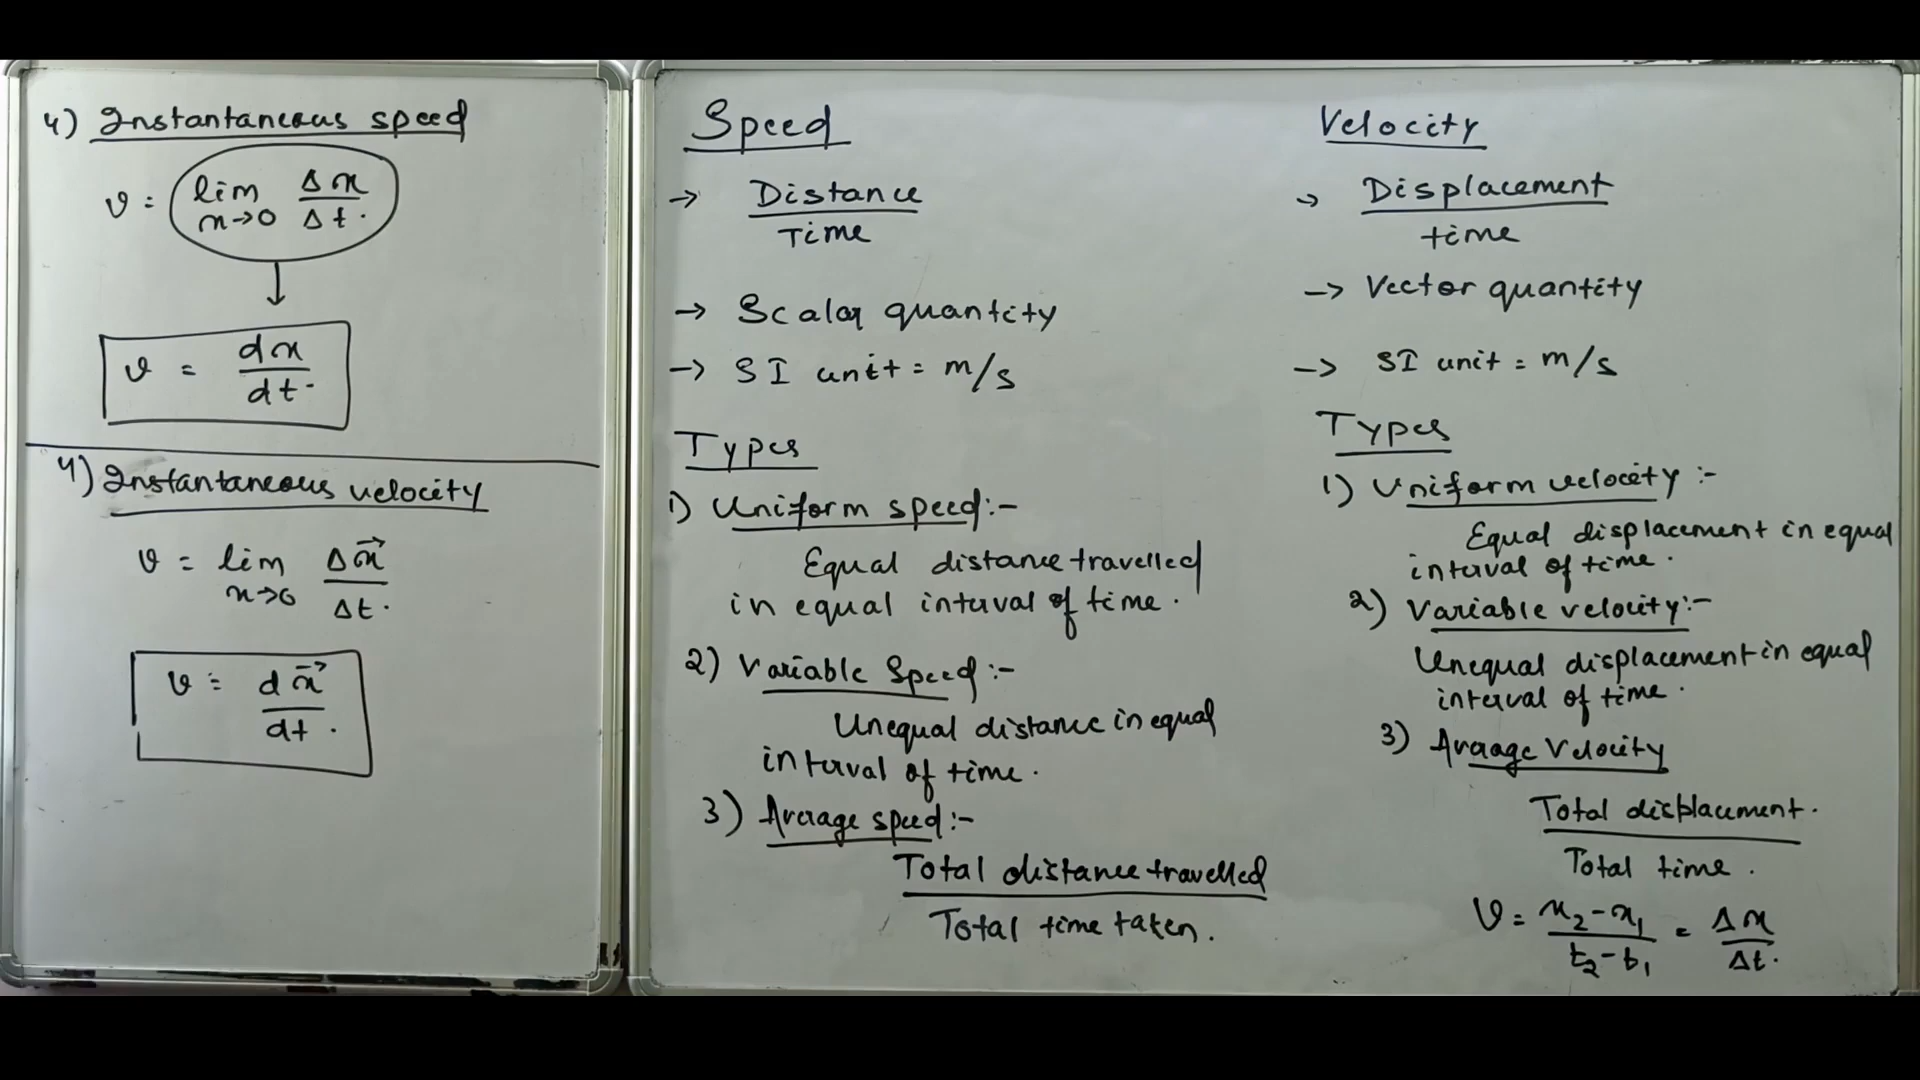 4) Instantaneous speed
v = lim Δx
x→0 Δt.
v = dx
dt.
4) Instantaneous velocity
v = lim Δx⃗
x→0 Δt.
v = dx⃗
dt.
Speed
→ Distance
Time
→ Scalar quantity
→ SI unit = m/s
Types
1) Uniform speed:-
Equal distance travelled
in equal interval of time.
2) Variable Speed:-
Unequal distance in equal
interval of time.
3) Average speed:-
Total distance travelled
Total time taken.
Velocity
→ Displacement
time
→ Vector quantity
→ SI unit = m/s
Types
1) Uniform velocity:-
Equal displacement in equal
interval of time.
2) Variable velocity:-
Unequal displacement in equal
interval of time.
3) Average Velocity
Total displacement.
Total time.
v = x₂-x₁ = Δx
t₂-t₁ Δt.